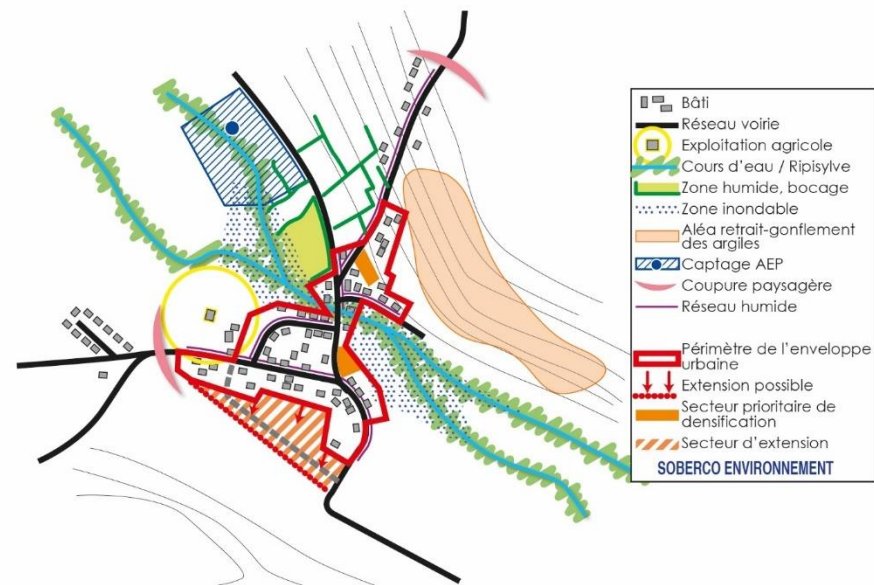 Bâti
Réseau voirie
Exploitation agricole
Cours d'eau / Ripisylve
Zone humide, bocage
Zone inondable
Aléa retrait-gonflement
des argiles
Captage AEP
Coupure paysagère
Réseau humide
Périmètre de l'enveloppe
urbaine
Extension possible
Secteur prioritaire de
densification
Secteur d'extension
SOBERCO ENVIRONNEMENT